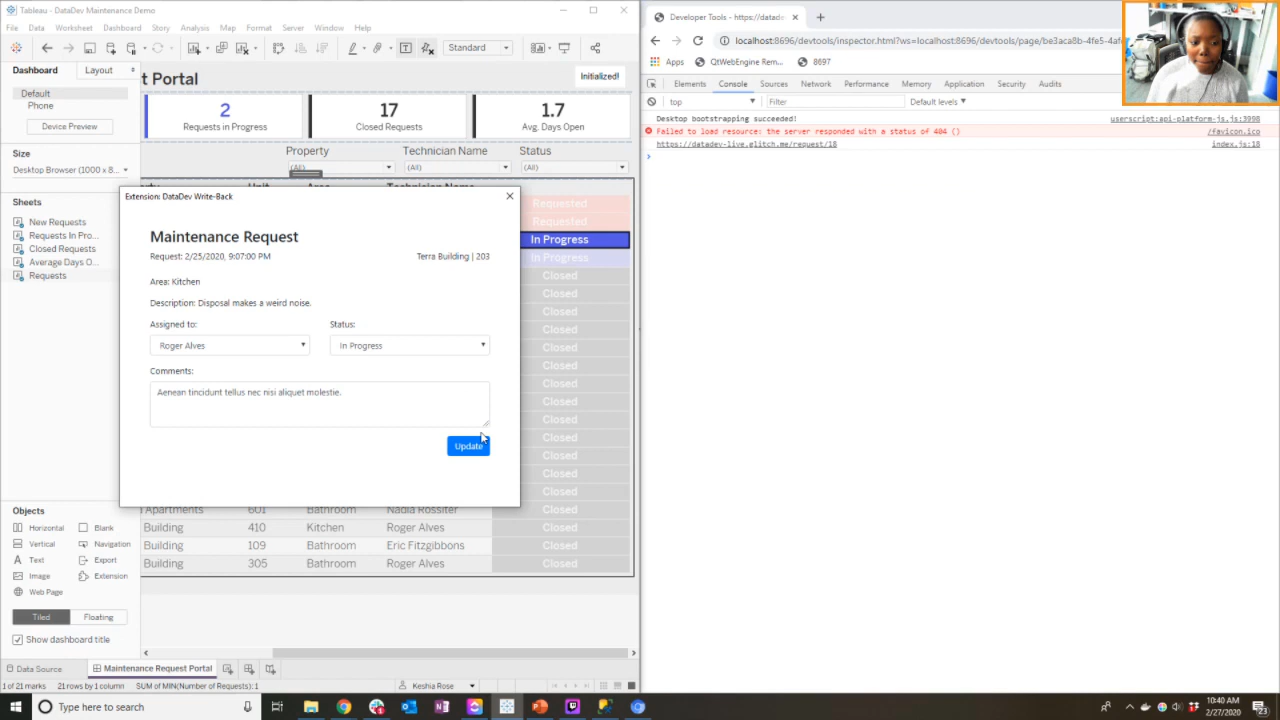 Tableau - DataDev Maintenance Demo
File Data Worksheet Dashboard Story Analysis Map Format Server Window Help
Standard
Dashboard Layout
Default
Phone
Device Preview
Size
Desktop Browser (1000 x 8...
Sheets
New Requests
Requests In Pro...
Closed Requests
Average Days O...
Requests
Objects
Horizontal Blank
Vertical Navigation
Text Export
Image Extension
Web Page
Tiled Floating
Show dashboard title
t Portal
Initialized!
2 17 1.7
Requests in Progress Closed Requests Avg. Days Open
Property Technician Name Status
(All) (All) (All)
Requested
Requested
In Progress
In Progress
Closed
Closed
Closed
Closed
Closed
Closed
Closed
Closed
Closed
Closed
Closed
Closed
Closed
Extension: DataDev Write-Back
Maintenance Request
Request: 2/25/2020, 9:07:00 PM Terra Building | 203
Area: Kitchen
Description: Disposal makes a weird noise.
Assigned to: Status:
Roger Alves In Progress
Comments:
Aenean tincidunt tellus nec nisi aliquet molestie.
Update
Apartments 601 Bathroom Nadia Rossiter Closed
Building 410 Kitchen Roger Alves Closed
Building 109 Bathroom Eric Fitzgibbons Closed
Building 305 Bathroom Roger Alves Closed
Data Source Maintenance Request Portal
1 of 21 marks 21 rows by 1 column SUM of MIN(Number of Requests): 1 Keshia Rose
Developer Tools - https://datade
localhost:8696/devtools/inspector.html?ws=localhost:8696/devtools/page/be3aca8b-4fe5-4af
Apps QtWebEngine Rem... 8697
Elements Console Sources Network Performance Memory Application Security Audits
top Filter Default levels
Desktop bootstrapping succeeded! userscript:api-platform-js.js:3998
Failed to load resource: the server responded with a status of 404 () /favicon.ico
https://datadev-live.glitch.me/request/18 index.js:18
Type here to search
10:40 AM
2/27/2020
23